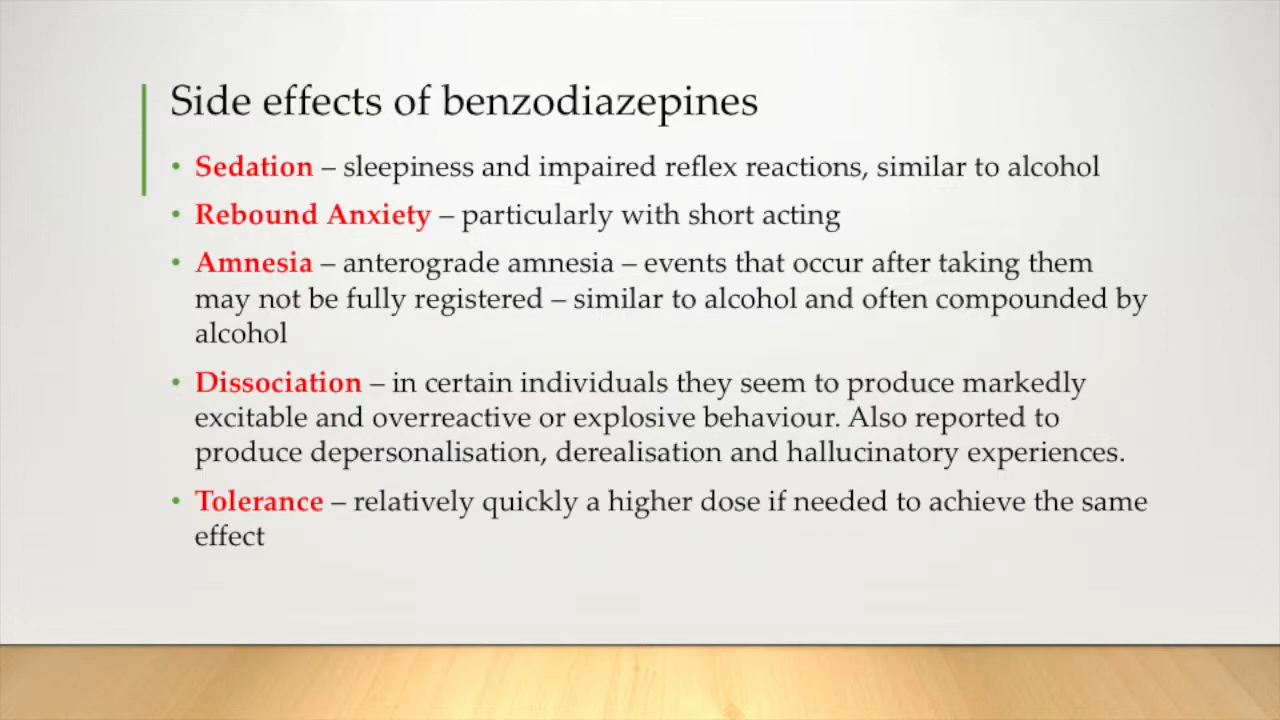 Side effects of benzodiazepines
• Sedation – sleepiness and impaired reflex reactions, similar to alcohol
• Rebound Anxiety – particularly with short acting
• Amnesia – anterograde amnesia – events that occur after taking them
may not be fully registered – similar to alcohol and often compounded by
alcohol
• Dissociation – in certain individuals they seem to produce markedly
excitable and overreactive or explosive behaviour. Also reported to
produce depersonalisation, derealisation and hallucinatory experiences.
• Tolerance – relatively quickly a higher dose if needed to achieve the same
effect